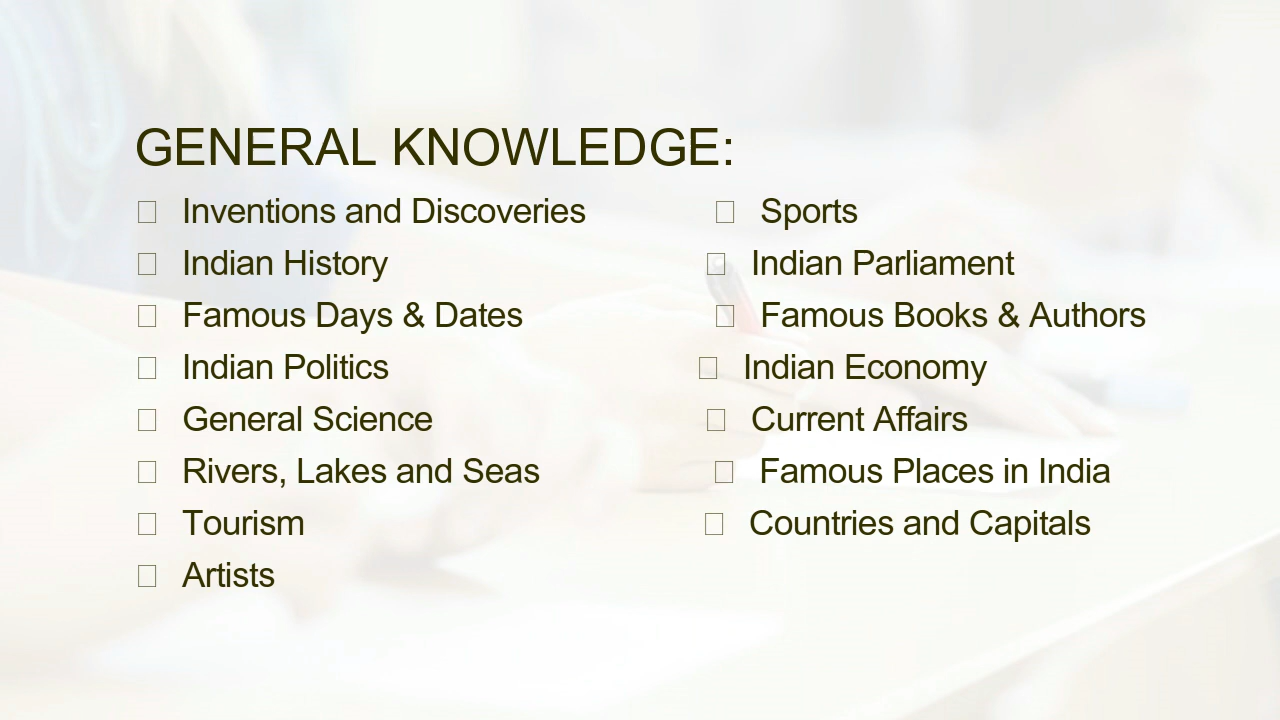 GENERAL KNOWLEDGE:
Inventions and Discoveries
Sports
Indian History
Indian Parliament
Famous Days & Dates
Famous Books & Authors
Indian Politics
Indian Economy
General Science
Current Affairs
Rivers, Lakes and Seas
Famous Places in India
Tourism
Countries and Capitals
Artists